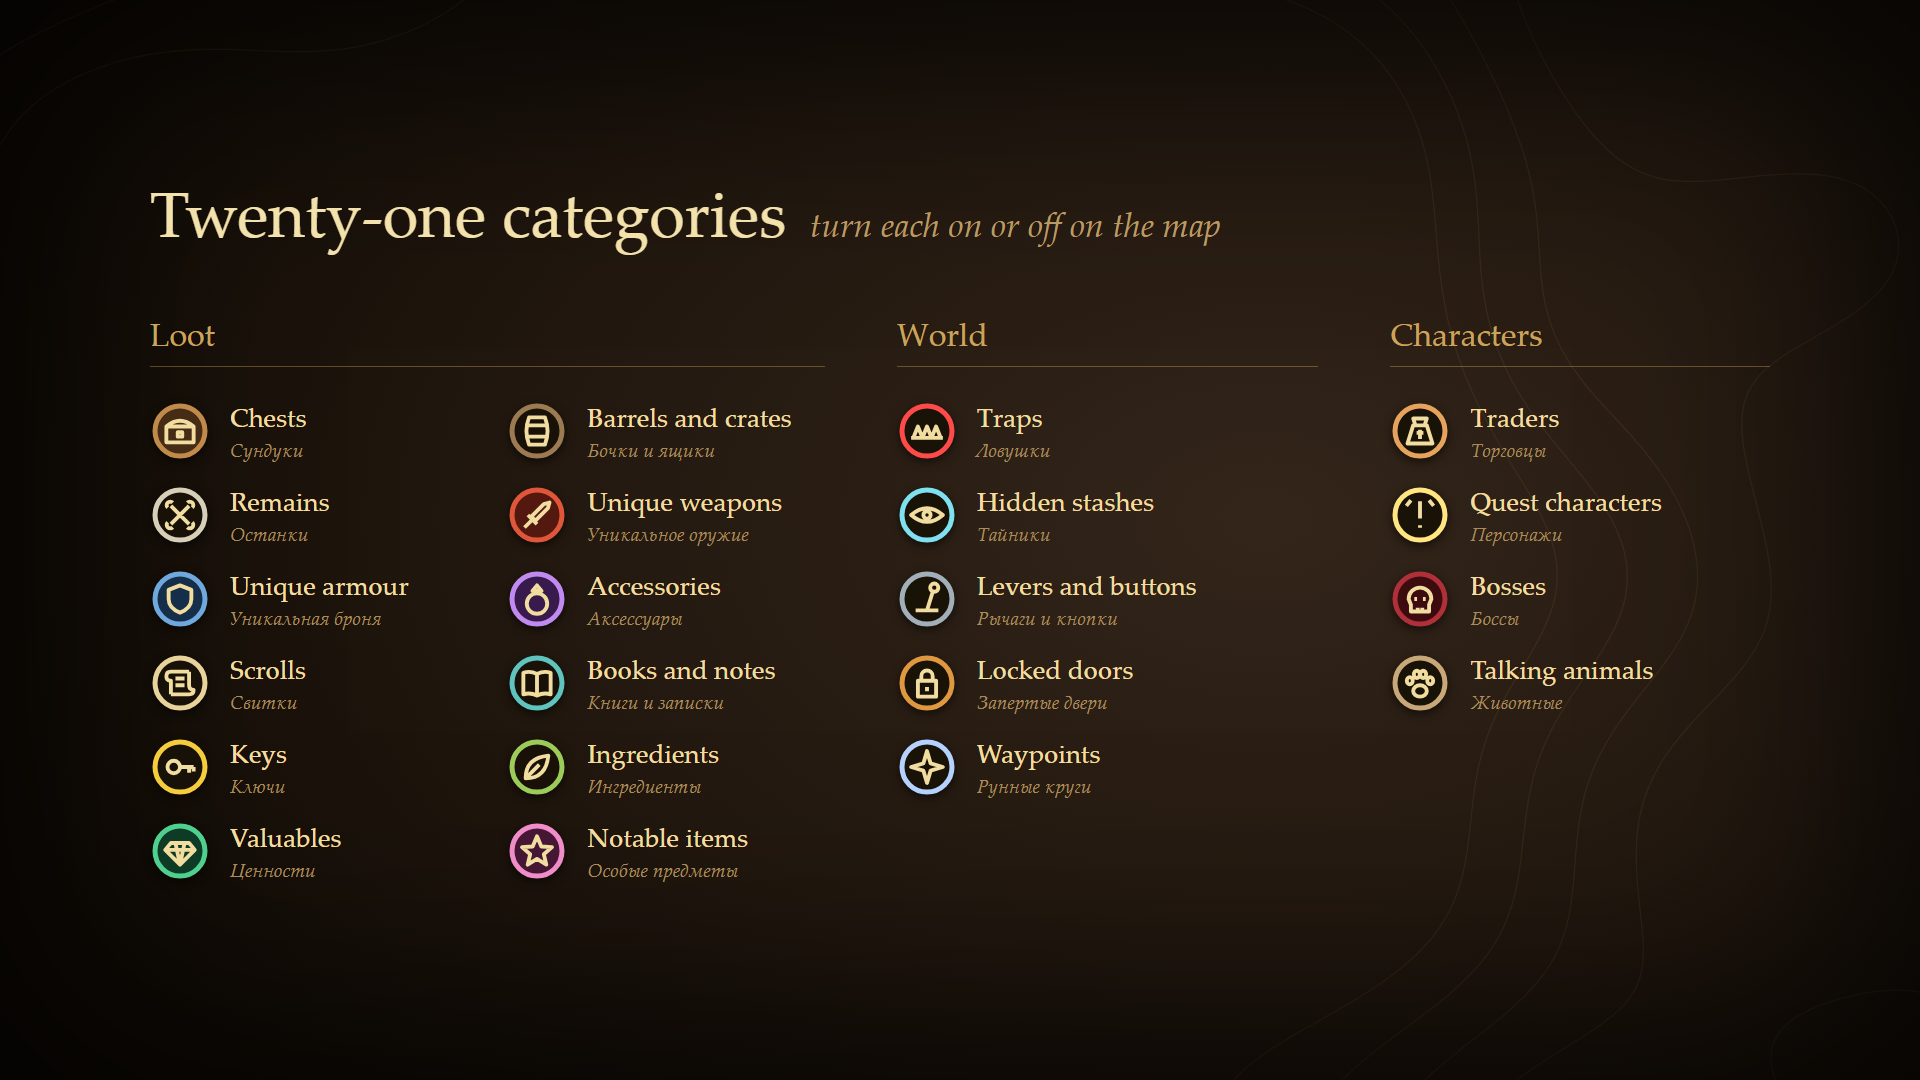 Twenty-one categories turn each on or off on the map
Loot
Chests
Сундуки
Remains
Останки
Unique armour
Уникальная броня
Scrolls
Свитки
Keys
Ключи
Valuables
Ценности
Barrels and crates
Бочки и ящики
Unique weapons
Уникальное оружие
Accessories
Аксессуары
Books and notes
Книги и записки
Ingredients
Ингредиенты
Notable items
Особые предметы
World
Traps
Ловушки
Hidden stashes
Тайники
Levers and buttons
Рычаги и кнопки
Locked doors
Запертые двери
Waypoints
Рунные круги
Characters
Traders
Торговцы
Quest characters
Персонажи
Bosses
Боссы
Talking animals
Животные